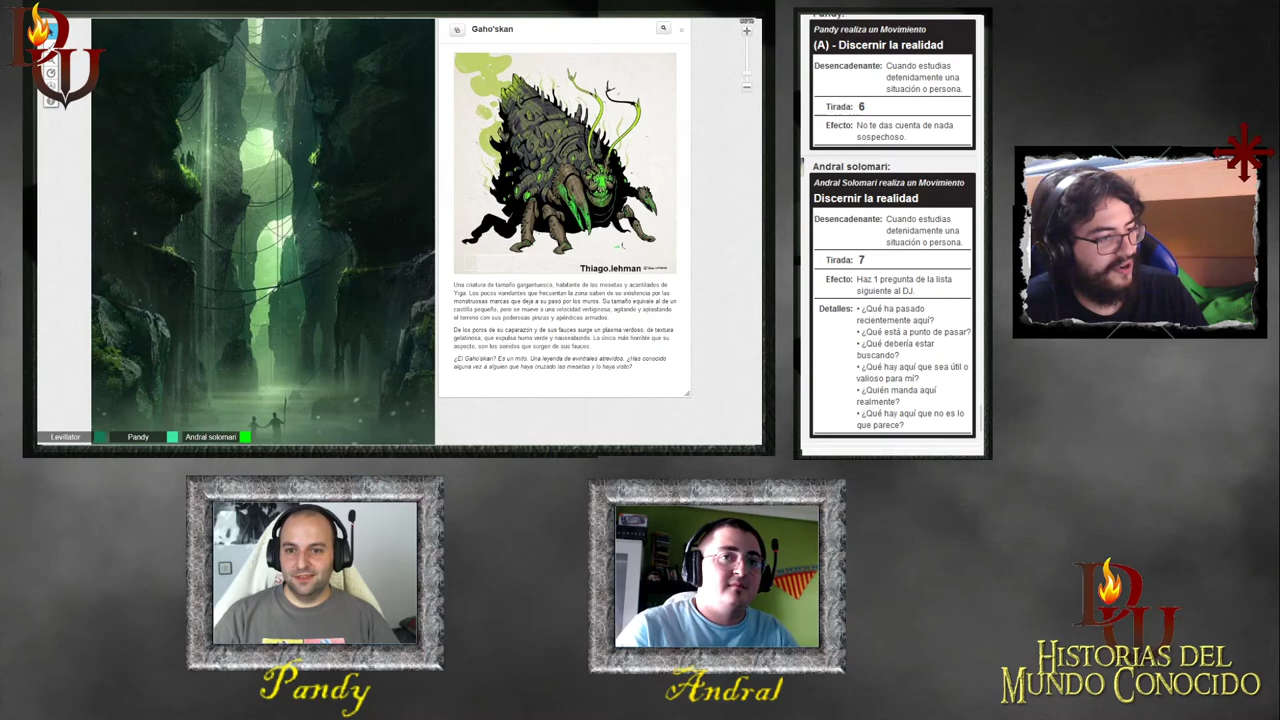 Gaho'skan
Thiago.lehman
Una criatura de tamaño gargantuesco, habitante de las mesetas y acantilados de
Yiga. Los pocos viandantes que frecuentan la zona saben de su existencia por las
monstruosas marcas que deja a su paso por los muros. Su tamaño equivale al de un
castillo pequeño, pero se mueve a una velocidad vertiginosa, agitando y aplastando
el terreno con sus poderosas pinzas y apéndices armados.
De los poros de su caparazón y de sus fauces surge un plasma verdoso, de textura
gelatinosa, que expulsa humo verde y nauseabundo. Lo único más horrible que su
aspecto, son los sonidos que surgen de sus fauces.
¿El Gaho'skan? Es un mito. Una leyenda de evintrales atrevidos. ¿Has conocido
alguna vez a alguien que haya cruzado las mesetas y lo haya visto?
Levillator
Pandy
Andral solomari
Pandy:
Pandy realiza un Movimiento
(A) - Discernir la realidad
Desencadenante: Cuando estudias
detenidamente una
situación o persona.
Tirada: 6
Efecto: No te das cuenta de nada
sospechoso.
Andral solomari:
Andral Solomari realiza un Movimiento
Discernir la realidad
Desencadenante: Cuando estudias
detenidamente una
situación o persona.
Tirada: 7
Efecto: Haz 1 pregunta de la lista
siguiente al DJ.
Detalles: • ¿Qué ha pasado
recientemente aquí?
• ¿Qué está a punto de pasar?
• ¿Qué debería estar
buscando?
• ¿Qué hay aquí que sea útil o
valioso para mí?
• ¿Quién manda aquí
realmente?
• ¿Qué hay aquí que no es lo
que parece?
Pandy
Andral
DU
HISTORIAS DEL
MUNDO CONOCIDO